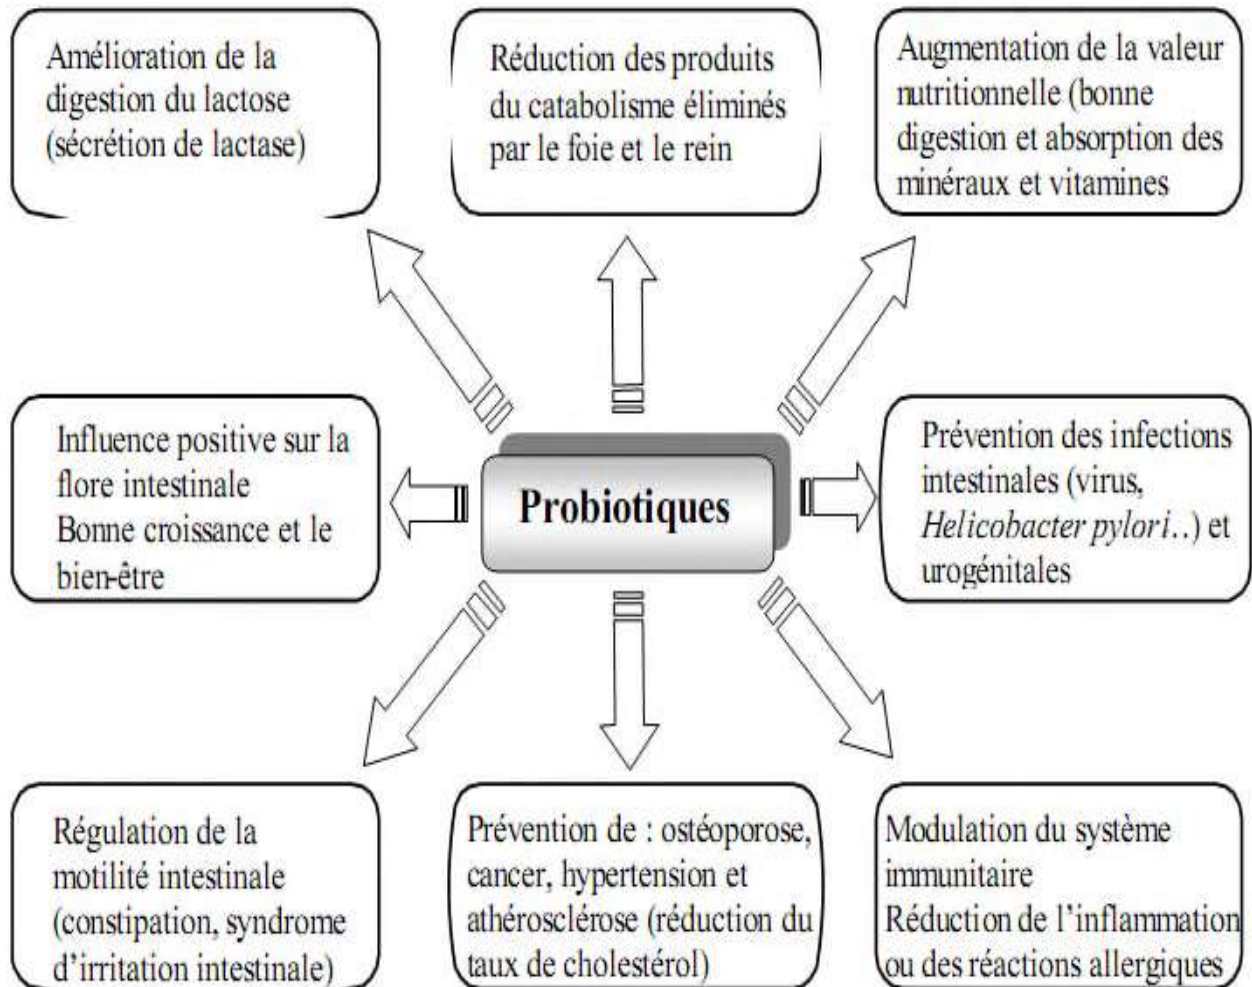 Amélioration de la
digestion du lactose
(sécrétion de lactase)
Réduction des produits
du catabolisme éliminés
par le foie et le rein
Augmentation de la valeur
nutritionnelle (bonne
digestion et absorption des
minéraux et vitamines
Influence positive sur la
flore intestinale
Bonne croissance et le
bien-être
Probiotiques
Prévention des infections
intestinales (virus,
Helicobacter pylori..) et
urogénitales
Régulation de la
motilité intestinale
(constipation, syndrome
d’irritation intestinale)
Prévention de : ostéoporose,
cancer, hypertension et
athérosclérose (réduction du
taux de cholestérol)
Modulation du système
immunitaire
Réduction de l’inflammation
ou des réactions allergiques